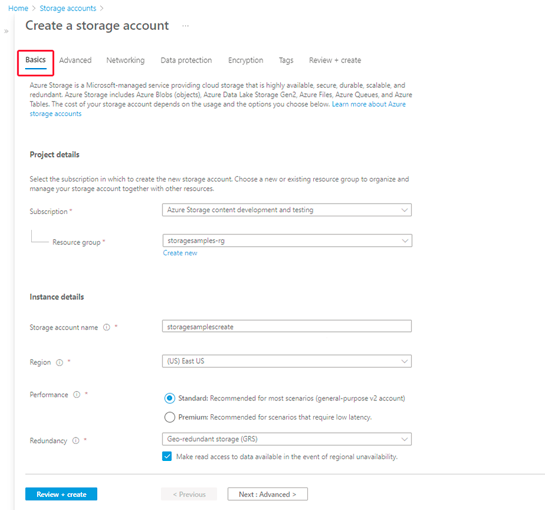 Home > Storage accounts >
Create a storage account ...
Basics Advanced Networking Data protection Encryption Tags Review + create
Azure Storage is a Microsoft-managed service providing cloud storage that is highly available, secure, durable, scalable, and
redundant. Azure Storage includes Azure Blobs (objects), Azure Data Lake Storage Gen2, Azure Files, Azure Queues, and Azure
Tables. The cost of your storage account depends on the usage and the options you choose below. Learn more about Azure
storage accounts
Project details
Select the subscription in which to create the new storage account. Choose a new or existing resource group to organize and
manage your storage account together with other resources.
Subscription *
Azure Storage content development and testing
Resource group *
storagesamples-rg
Create new
Instance details
Storage account name *
storagesamplescreate
Region *
(US) East US
Performance *
Standard: Recommended for most scenarios (general-purpose v2 account)
Premium: Recommended for scenarios that require low latency.
Redundancy *
Geo-redundant storage (GRS)
Make read access to data available in the event of regional unavailability.
Review + create
< Previous
Next : Advanced >